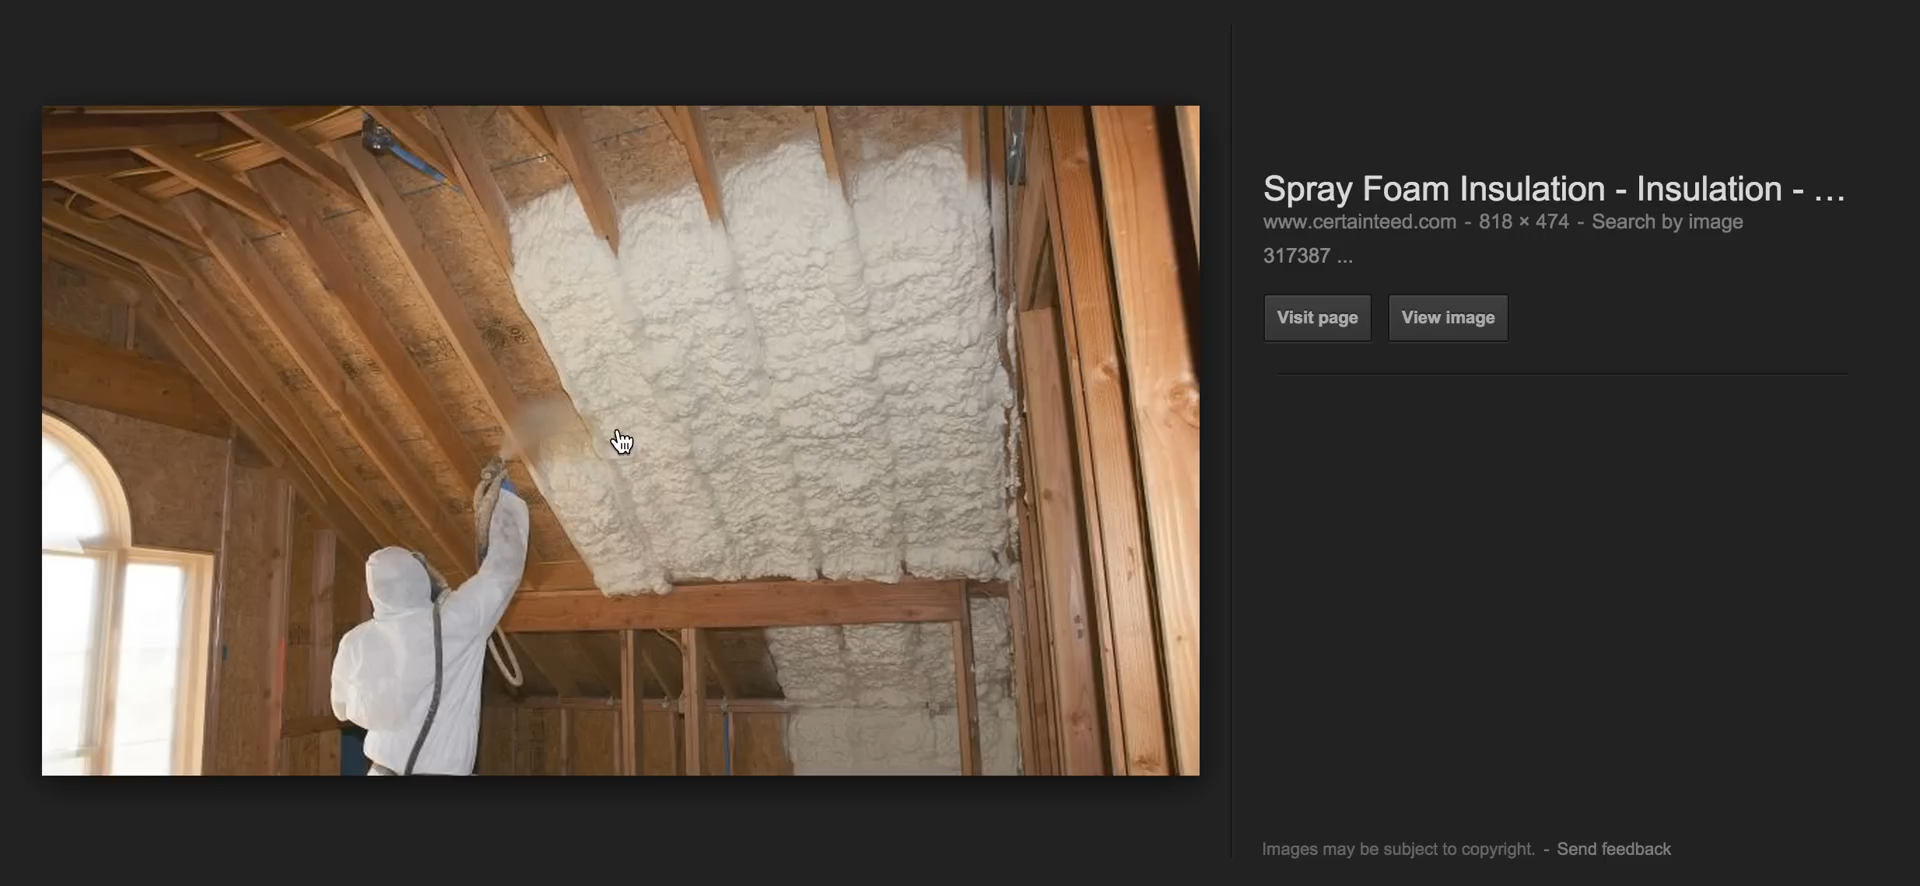 Spray Foam Insulation - Insulation - ...
www.certainteed.com - 818 × 474 - Search by image
317387 ...
Visit page
View image
Images may be subject to copyright. - Send feedback